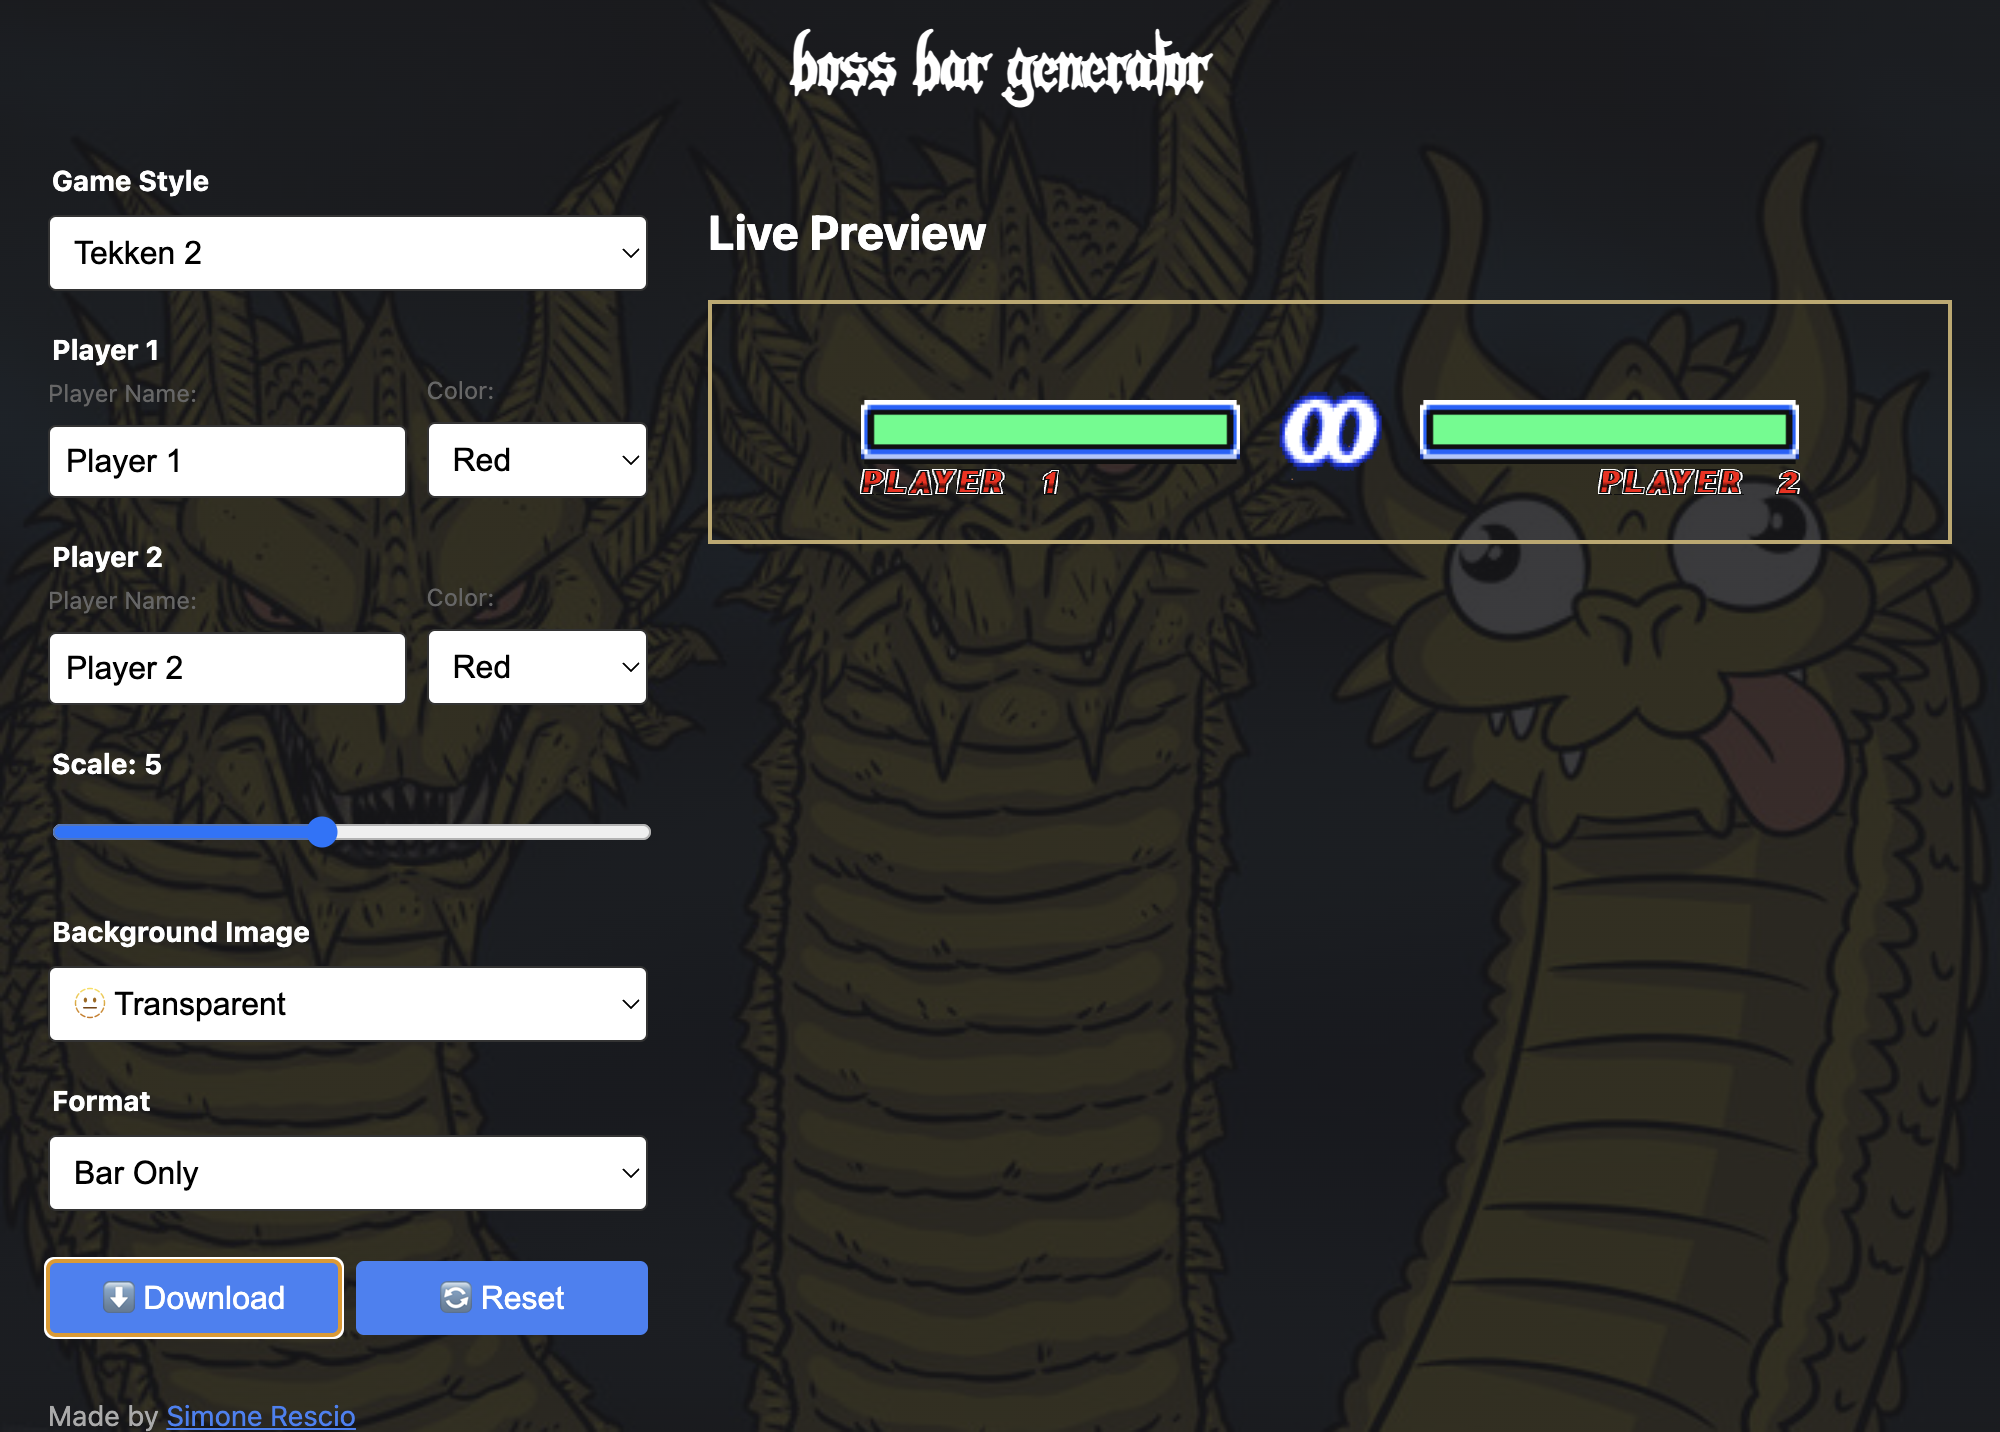 boss bar generator
Game Style
Tekken 2
Player 1
Player Name:
Color:
Player 1
Red
Player 2
Player Name:
Color:
Player 2
Red
Scale: 5
Background Image
Transparent
Format
Bar Only
Download
Reset
Made by Simone Rescio
Live Preview
PLAYER 1
PLAYER 2